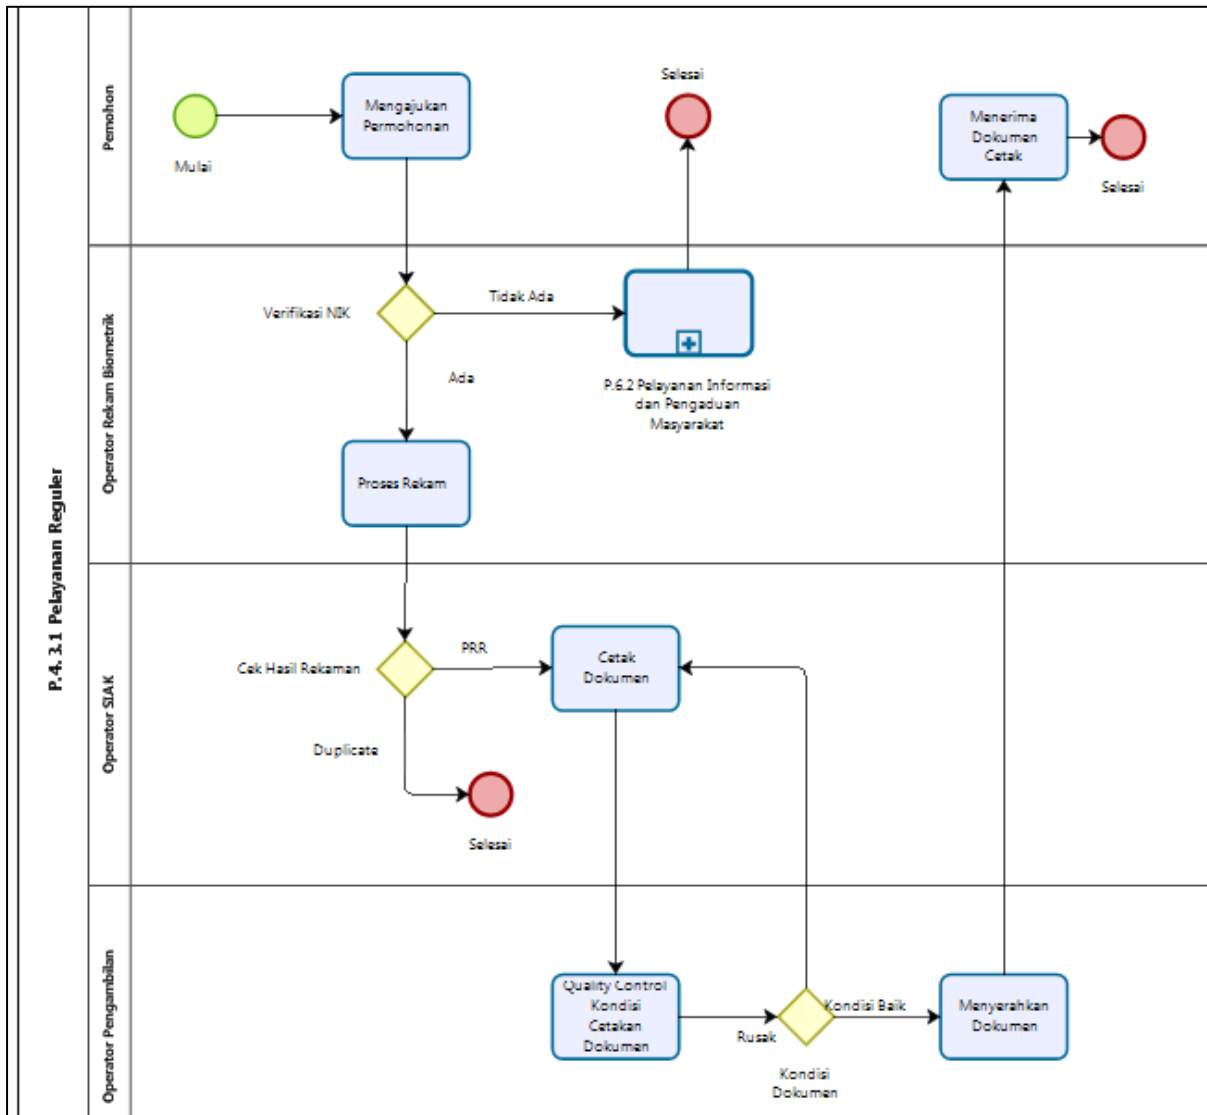 P.4. 3.1 Pelayanan Reguler
Pemohon
Mulai
Mengajukan
Permohonan
Selesai
Menerima
Dokumen
Cetak
Selesai
Operator Rekam Biometrik
Verifikasi NIK
Tidak Ada
Ada
P.6.2 Pelayanan Informasi
dan Pengaduan
Masyarakat
Proses Rekam
Operator SIAK
Cek Hasil Rekaman
PRR
Cetak
Dokumen
Duplicate
Selesai
Operator Pengambilan
Quality Control
Kondisi
Cetakan
Dokumen
Rusak
Kondisi Baik
Kondisi
Dokumen
Menyerahkan
Dokumen